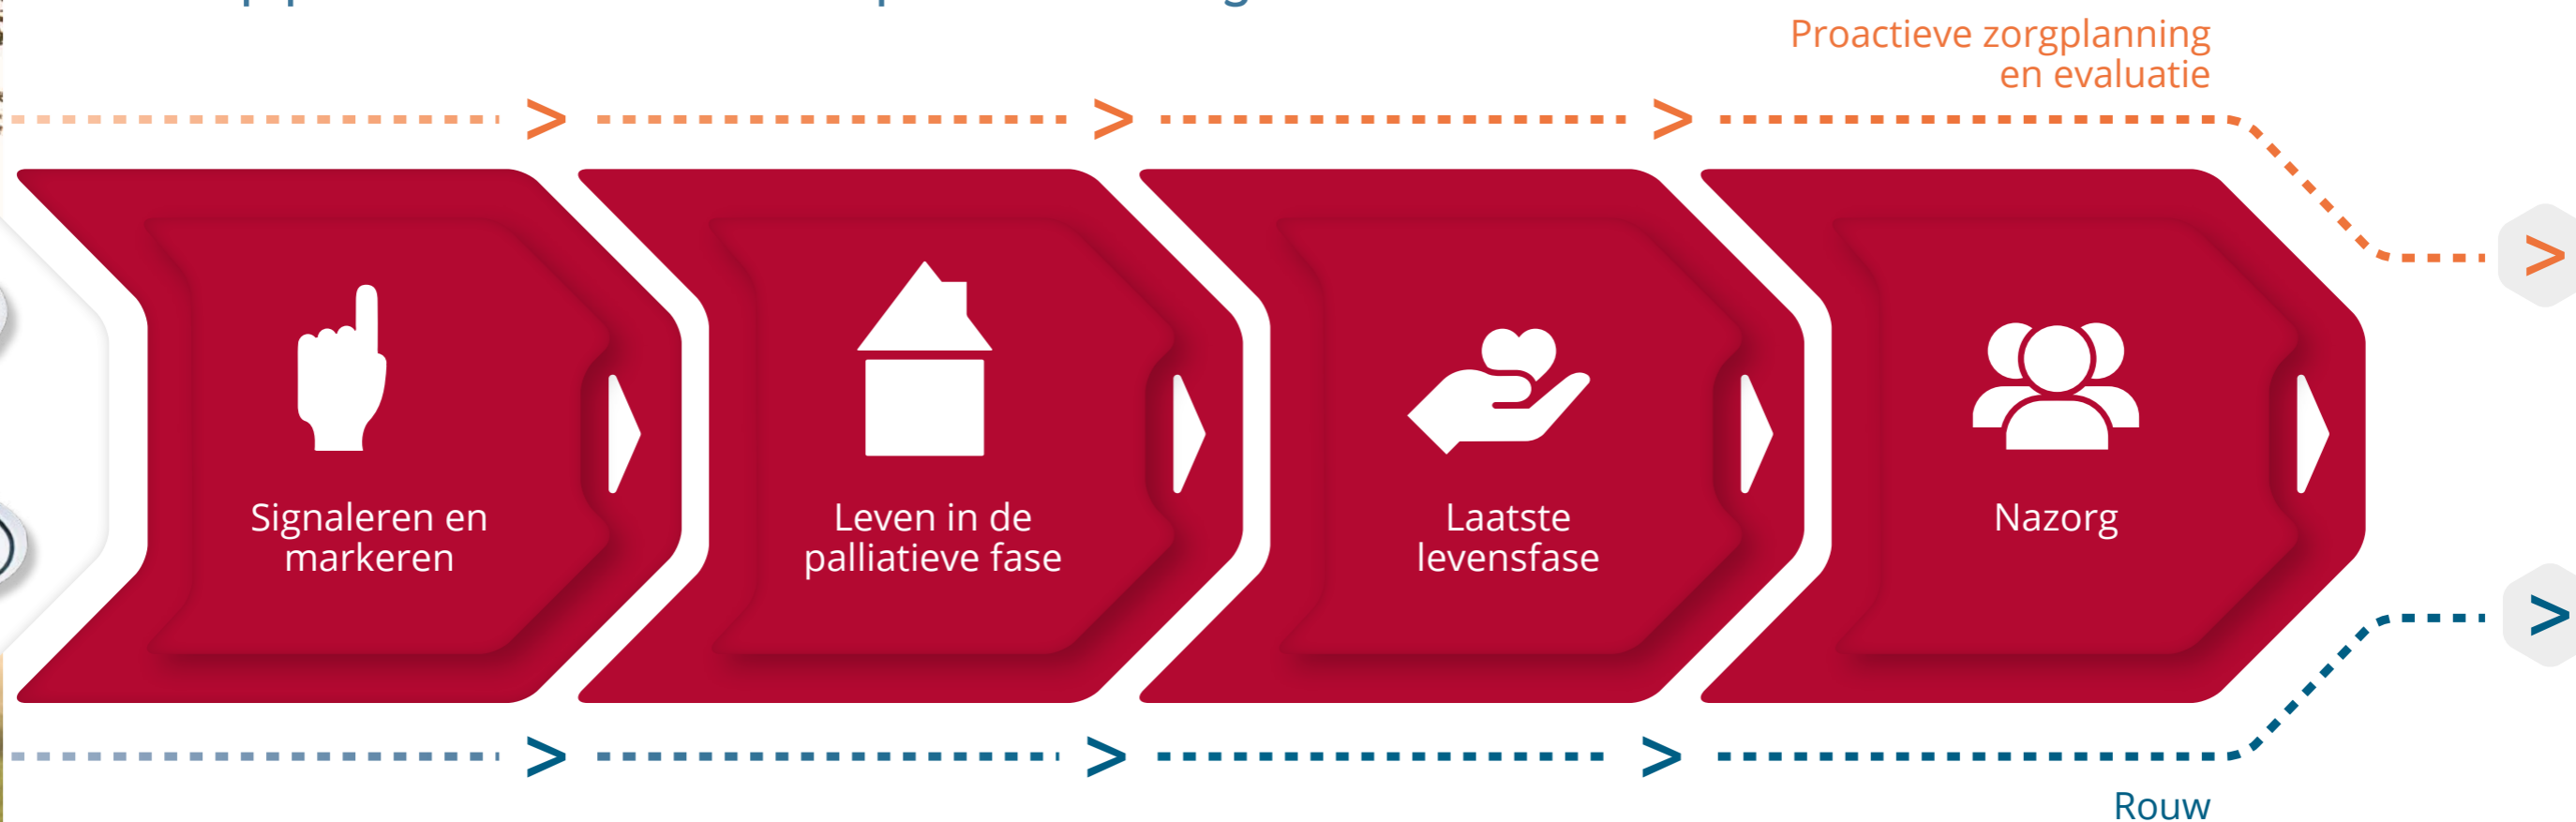 Proactieve zorgplanning
en evaluatie
Signaleren en
markeren
Leven in de
palliatieve fase
Laatste
levensfase
Nazorg
Rouw